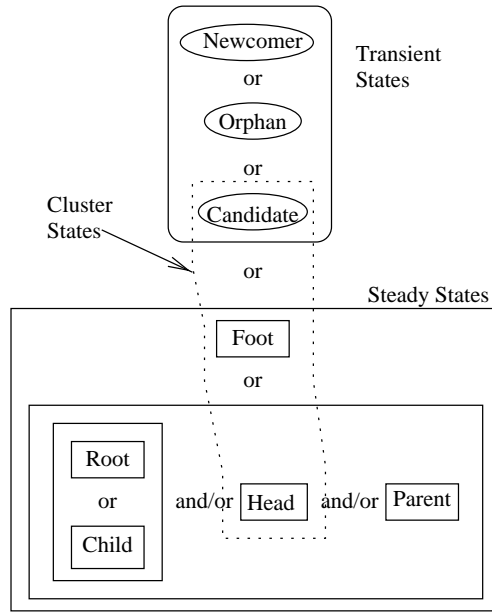 Newcomer
Transient
States
or
Orphan
or
Cluster
States
Candidate
or
Steady States
Foot
or
Root
or
Child
and/or
Head
and/or
Parent